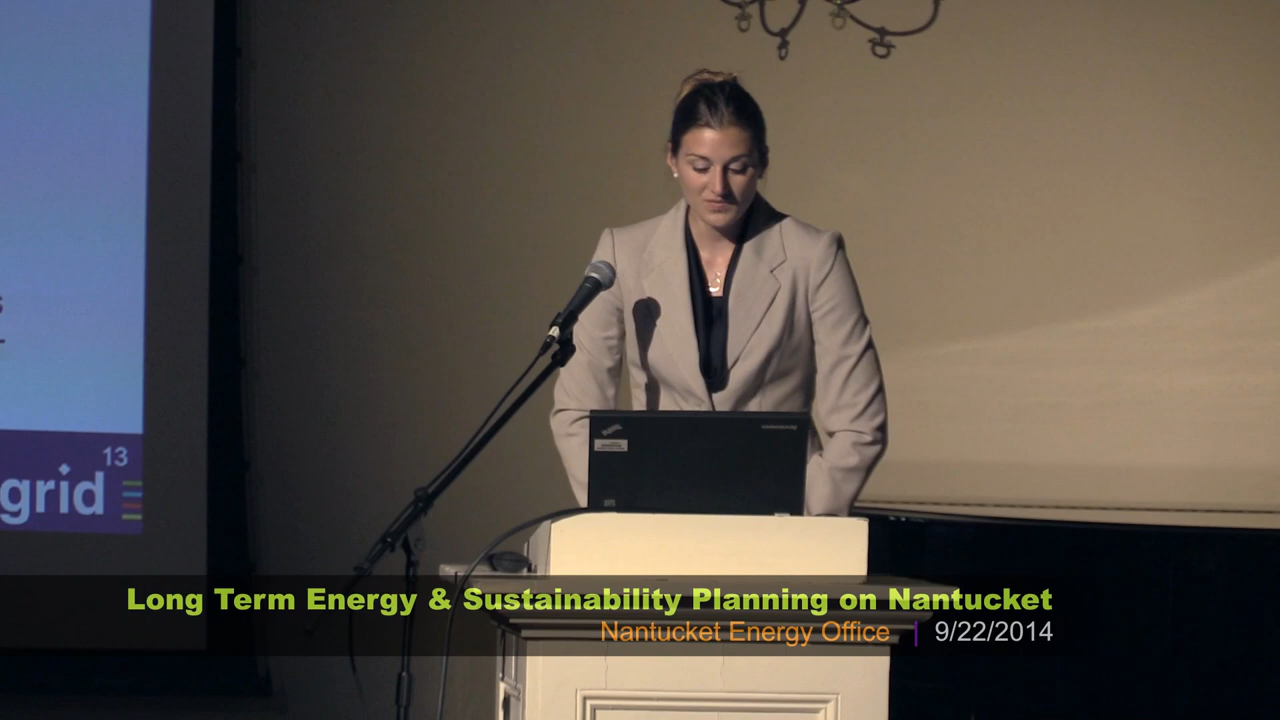 13
grid
Long Term Energy & Sustainability Planning on Nantucket
Nantucket Energy Office | 9/22/2014